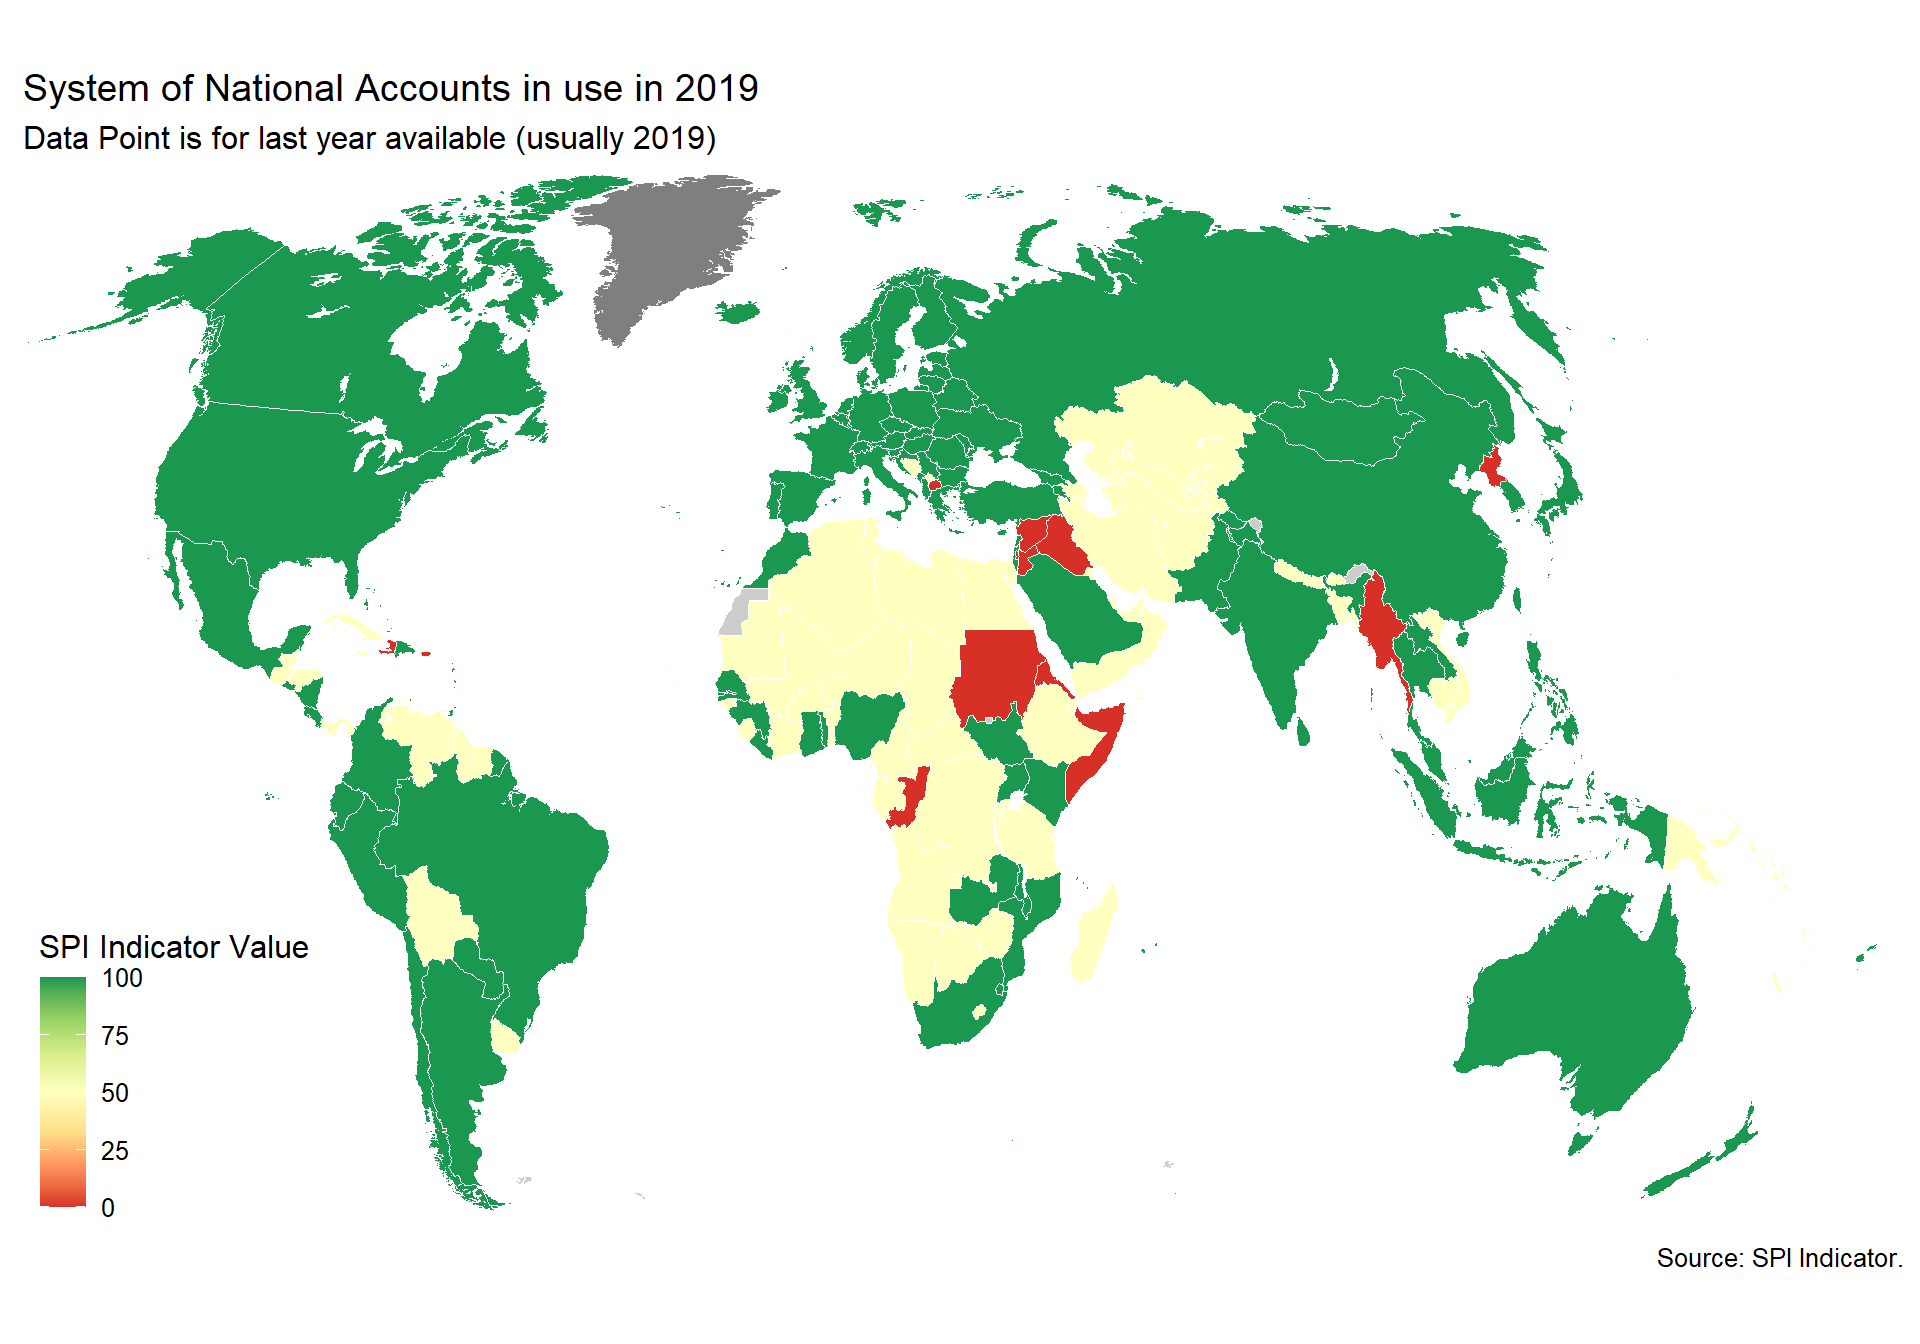 System of National Accounts in use in 2019
Data Point is for last year available (usually 2019)
SPI Indicator Value
100
75
50
25
0
Source: SPI Indicator.